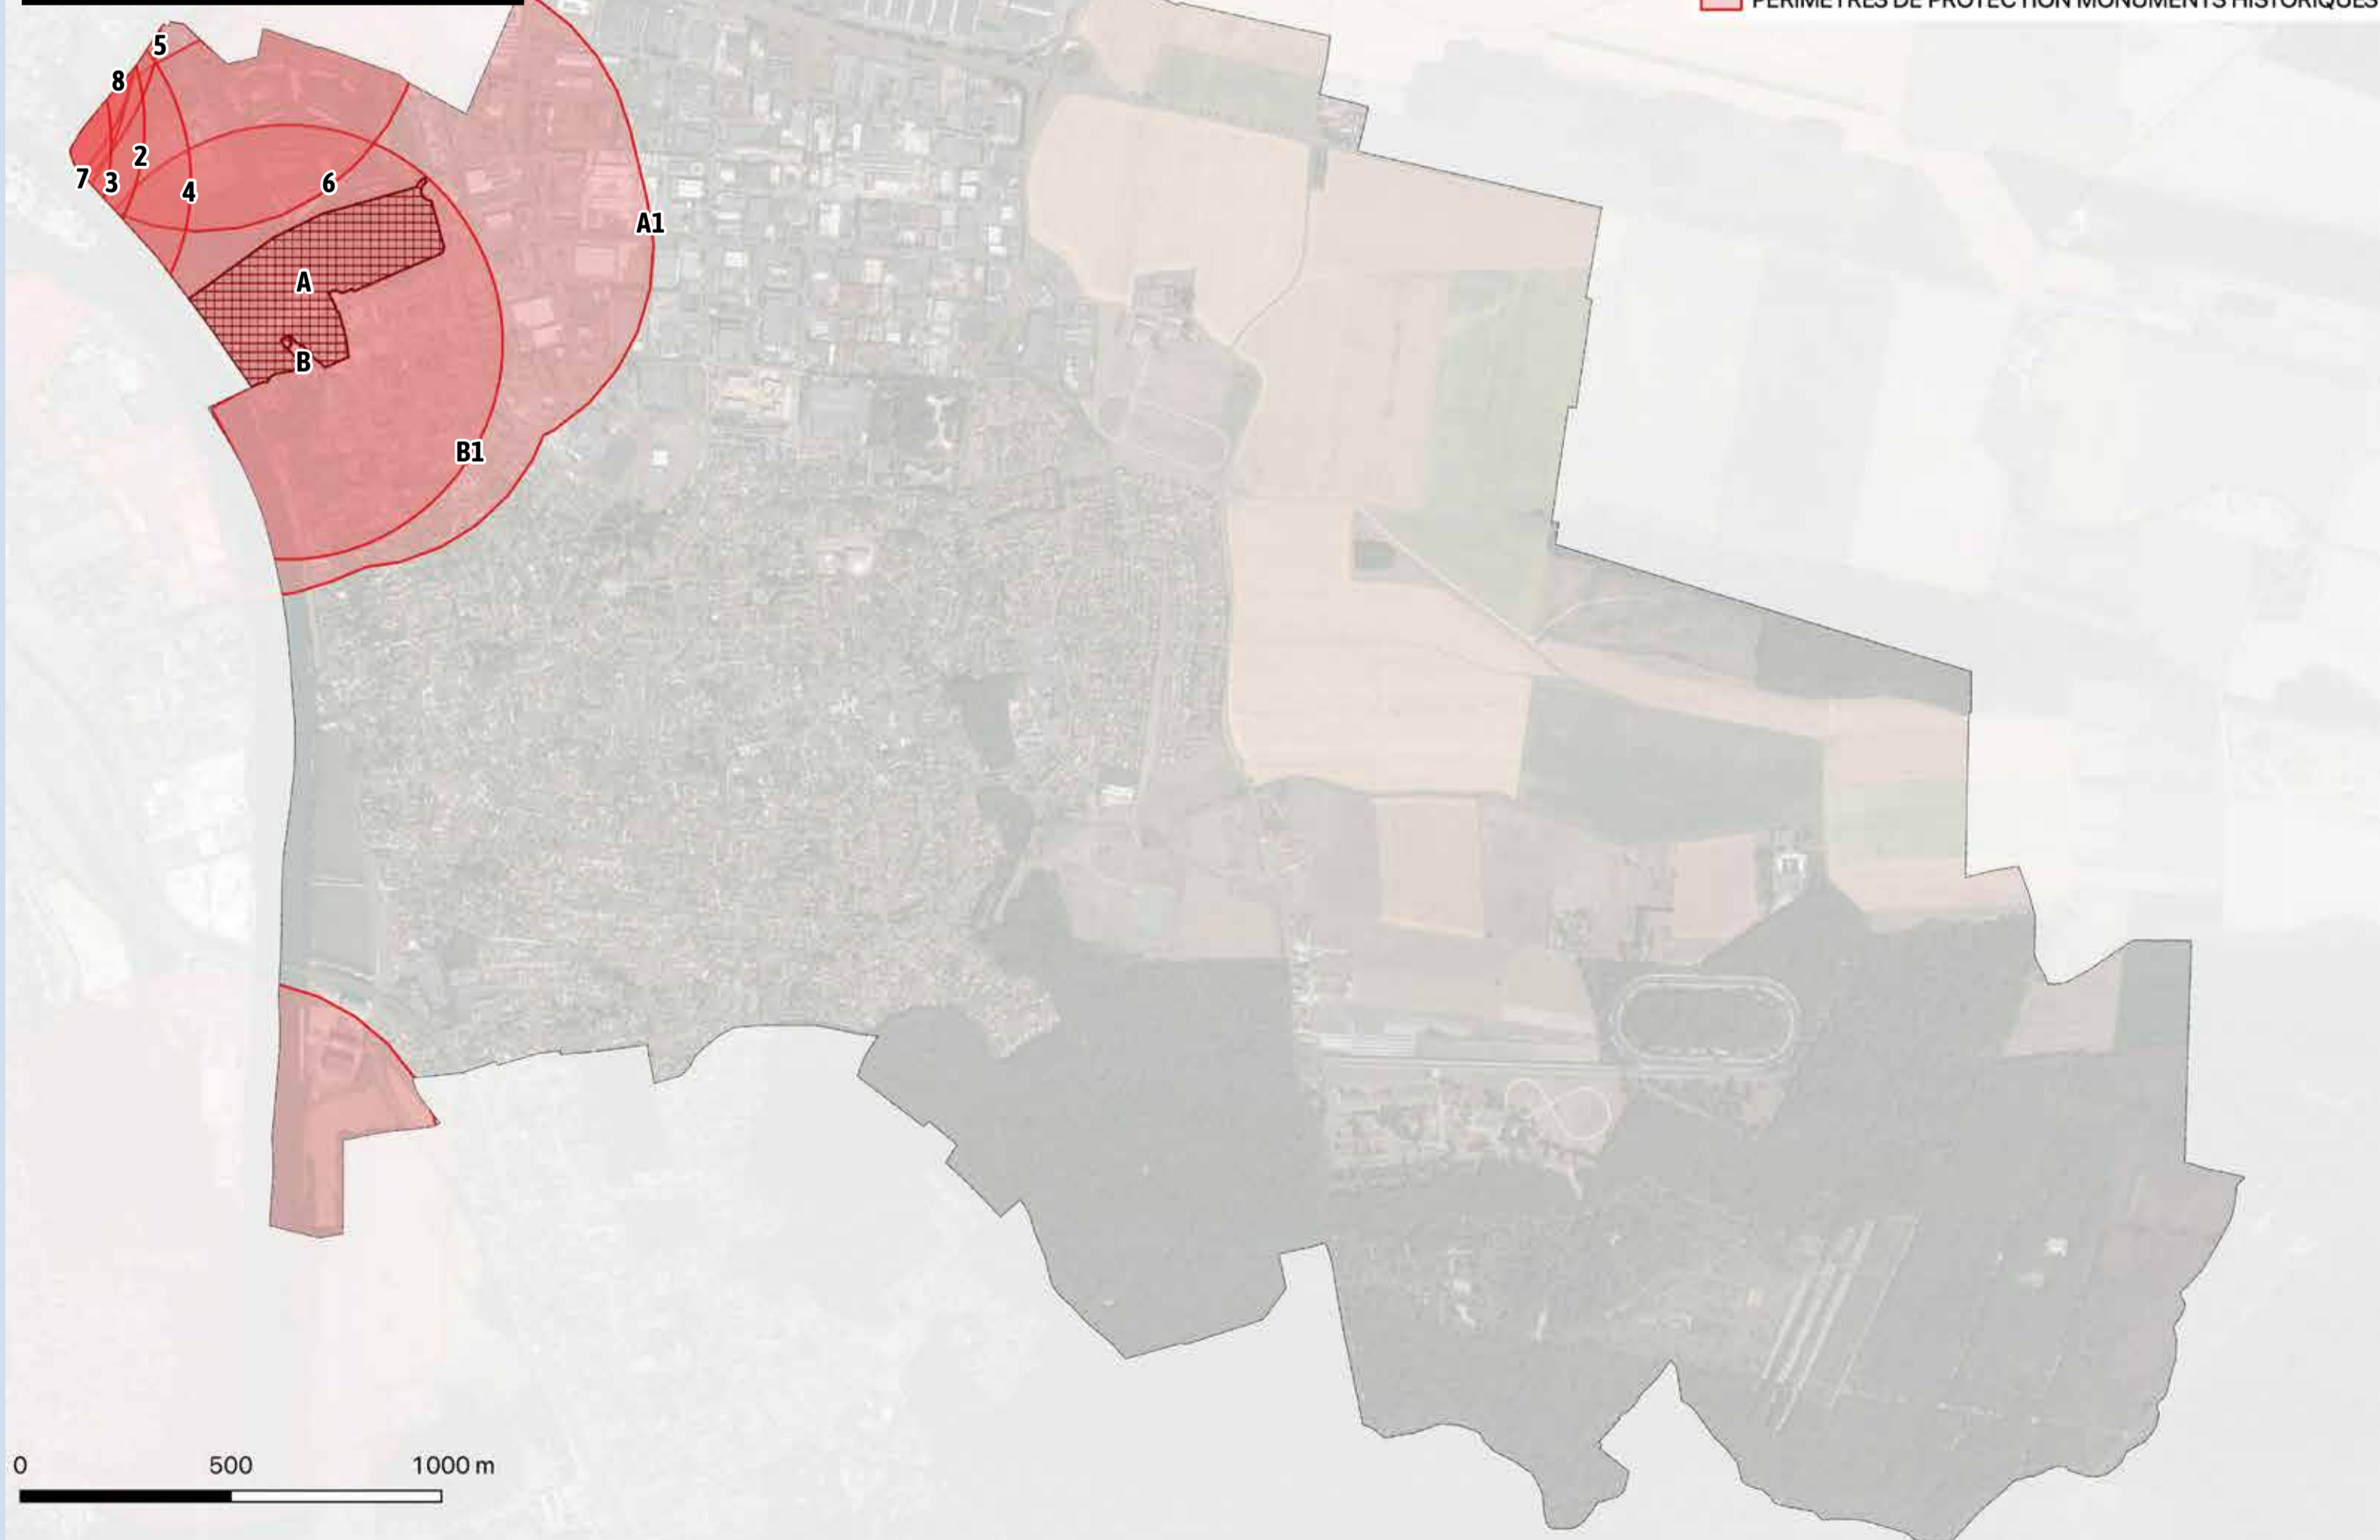 PÉRIMÈTRES DE PROTECTION MONUMENTS HISTORIQUES
5
8
2
7
3
4
6
A1
A
B
B1
0 500 1000 m